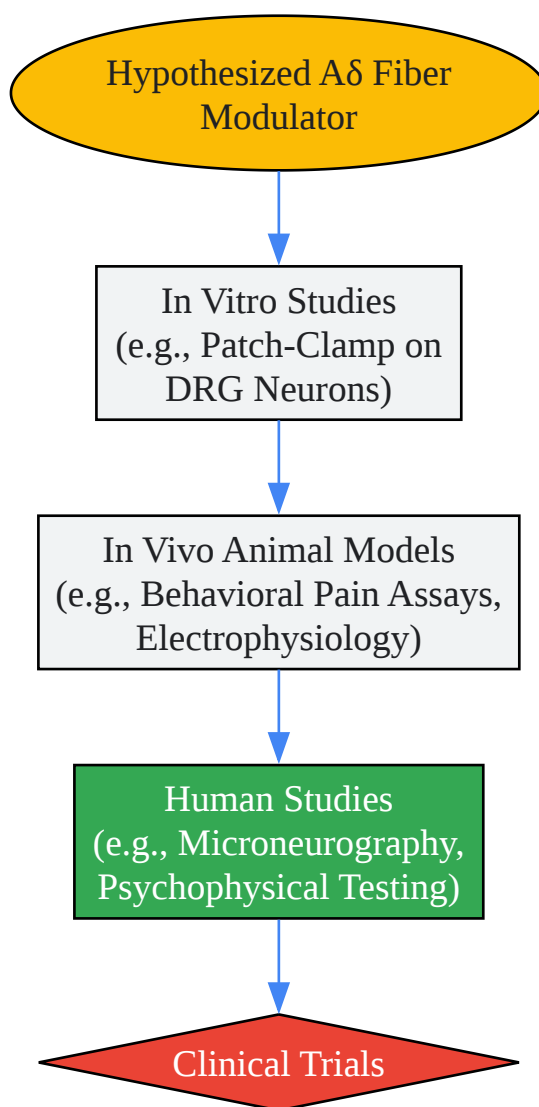 Hypothesized Aδ Fiber
Modulator
In Vitro Studies
(e.g., Patch-Clamp on
DRG Neurons)
In Vivo Animal Models
(e.g., Behavioral Pain Assays,
Electrophysiology)
Human Studies
(e.g., Microneurography,
Psychophysical Testing)
Clinical Trials